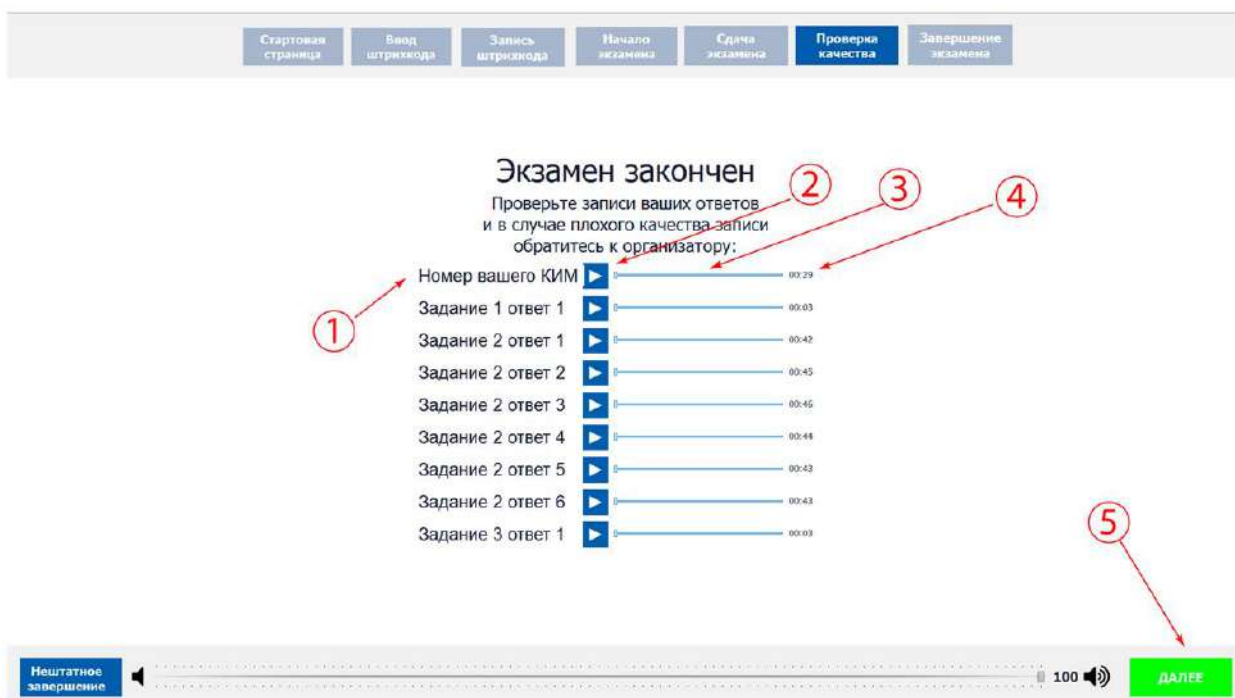 Стартовая страница
Ввод штрихкода
Запись штрихкода
Начало экзамена
Сдача экзамена
Проверка качества
Завершение экзамена
Экзамен закончен
Проверьте записи ваших ответов
и в случае плохого качества записи
обратитесь к организатору:
1
2
3
4
5
Номер вашего КИМ 00:29
Задание 1 ответ 1 00:03
Задание 2 ответ 1 00:42
Задание 2 ответ 2 00:45
Задание 2 ответ 3 00:46
Задание 2 ответ 4 00:44
Задание 2 ответ 5 00:43
Задание 2 ответ 6 00:43
Задание 3 ответ 1 00:03
Нештатное
завершение
100
ДАЛЕЕ